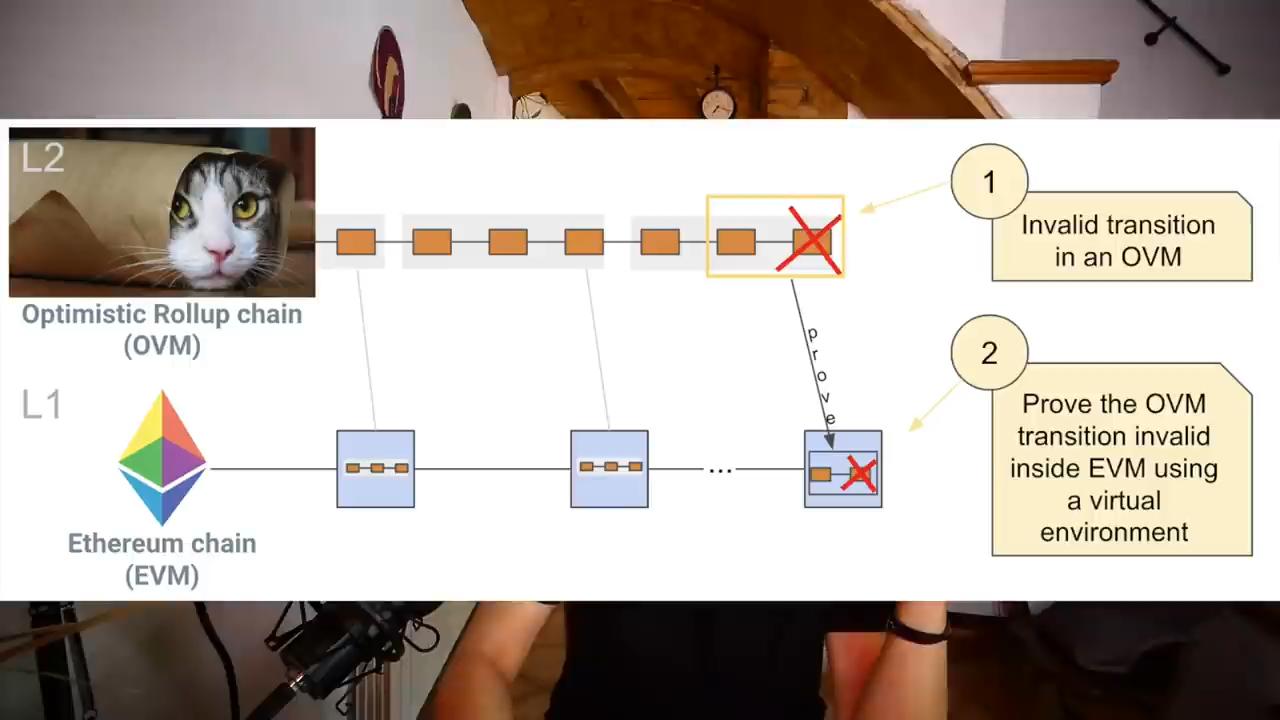 L2
Optimistic Rollup chain
(OVM)
1
Invalid transition
in an OVM
prove
L1
Ethereum chain
(EVM)
...
2
Prove the OVM
transition invalid
inside EVM using
a virtual
environment